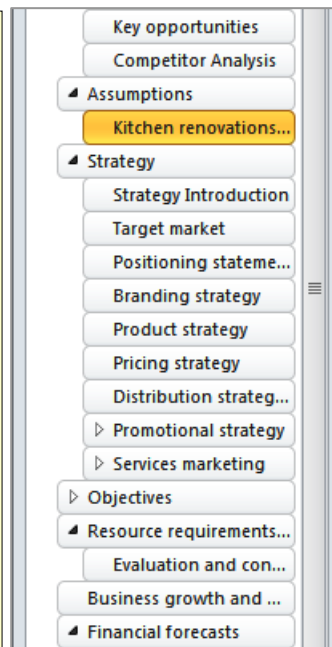 Key opportunities
Competitor Analysis
Assumptions
Kitchen renovations...
Strategy
Strategy Introduction
Target market
Positioning stateme...
Branding strategy
Product strategy
Pricing strategy
Distribution strateg...
Promotional strategy
Services marketing
Objectives
Resource requirements...
Evaluation and con...
Business growth and ...
Financial forecasts